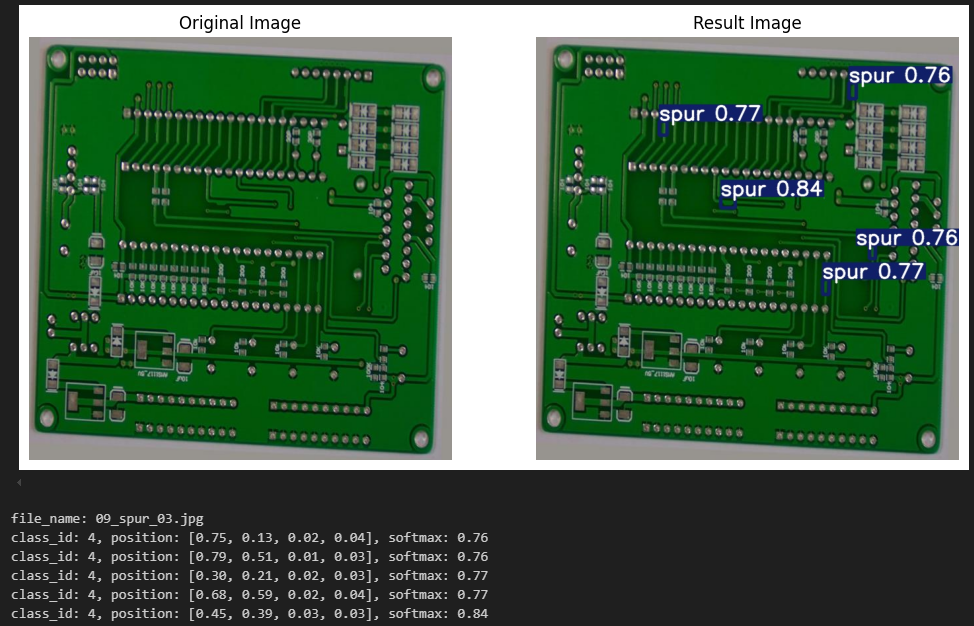 Original Image
Result Image
spur 0.76
spur 0.77
spur 0.84
spur 0.76
spur 0.77
file_name: 09_spur_03.jpg
class_id: 4, position: [0.75, 0.13, 0.02, 0.04], softmax: 0.76
class_id: 4, position: [0.79, 0.51, 0.01, 0.03], softmax: 0.76
class_id: 4, position: [0.30, 0.21, 0.02, 0.03], softmax: 0.77
class_id: 4, position: [0.68, 0.59, 0.02, 0.04], softmax: 0.77
class_id: 4, position: [0.45, 0.39, 0.03, 0.03], softmax: 0.84